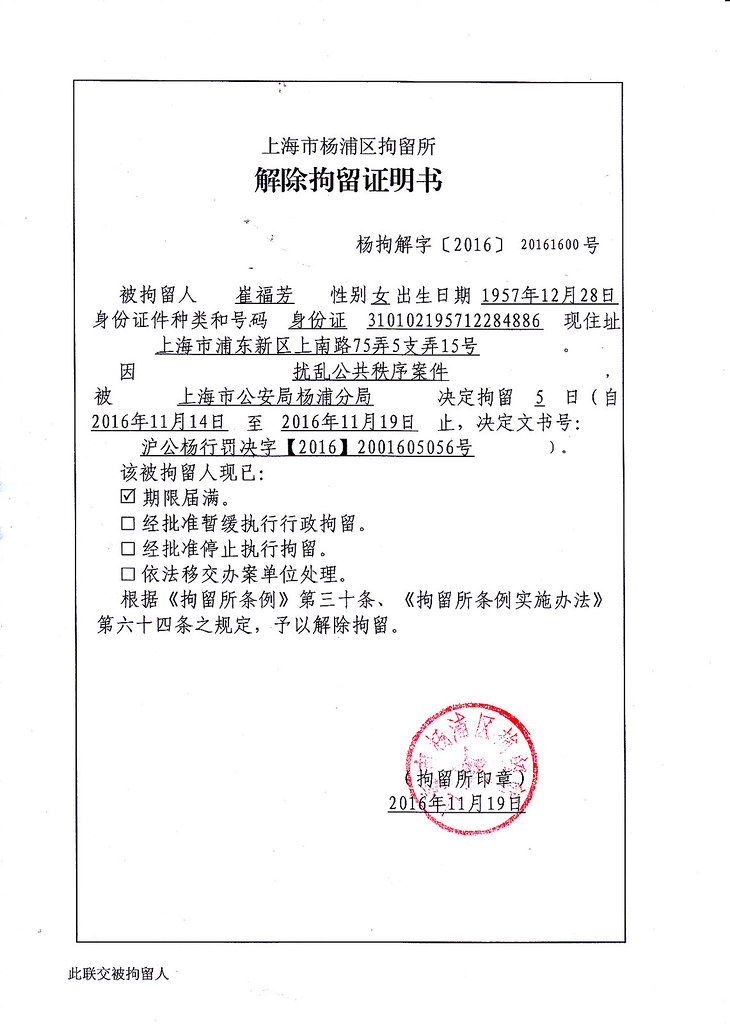 上海市杨浦区拘留所
解除拘留证明书
杨拘解字〔2016〕 20161600 号
被拘留人 崔福芳 性别 女 出生日期 1957年12月28日
身份证件种类和号码 身份证 310102195712284886 现住址
上海市浦东新区上南路75弄5支弄15号 。
因 扰乱公共秩序案件 ,
被 上海市公安局杨浦分局 决定拘留 5 日（自
2016年11月14日 至 2016年11月19日 止，决定文书号：
沪公杨行罚决字【2016】2001605056号 ）。
该被拘留人现已：
☑ 期限届满。
□ 经批准暂缓执行行政拘留。
□ 经批准停止执行拘留。
□ 依法移交办案单位处理。
根据《拘留所条例》第三十条、《拘留所条例实施办法》
第六十四条之规定，予以解除拘留。
市杨浦区拘留
（拘留所印章）
2016年11月19日
此联交被拘留人